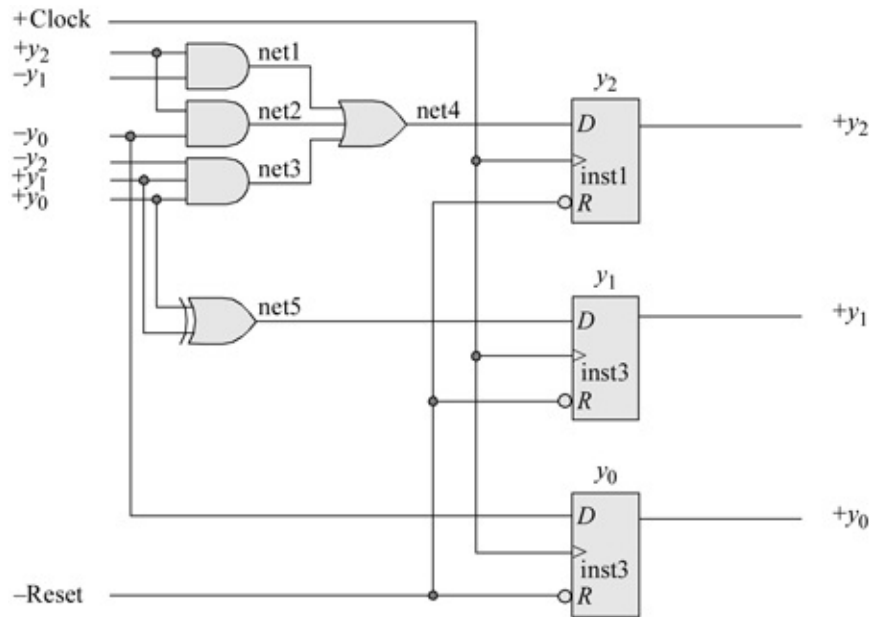 +Clock
+y₂
–y₁
–y₀
–y₂
+y₁
+y₀
net1
net2
net3
net4
net5
y₂
D
inst1
R
+y₂
y₁
D
inst3
R
+y₁
y₀
D
inst3
R
+y₀
–Reset